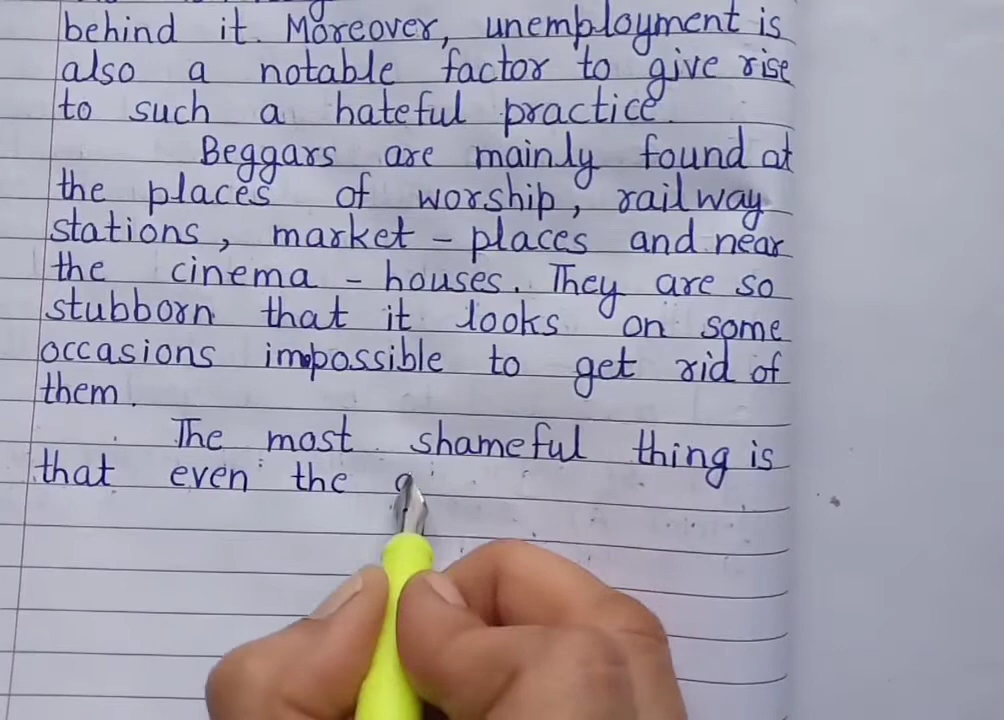 behind it. Moreover, unemployment is
also a notable factor to give rise
to such a hateful practice.
Beggars are mainly found at
the places of worship, railway
stations, market - places and near
the cinema - houses. They are so
stubborn that it looks on some
occasions impossible to get rid of
them.
The most shameful thing is
that even the